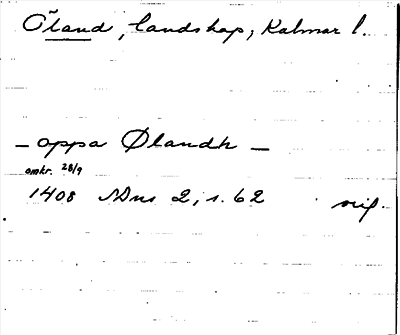 Öland, landskap, Kalmar l.
– oppa Ølandh –
omkr. 28/9
1408 SDns 2, s. 62 orig.